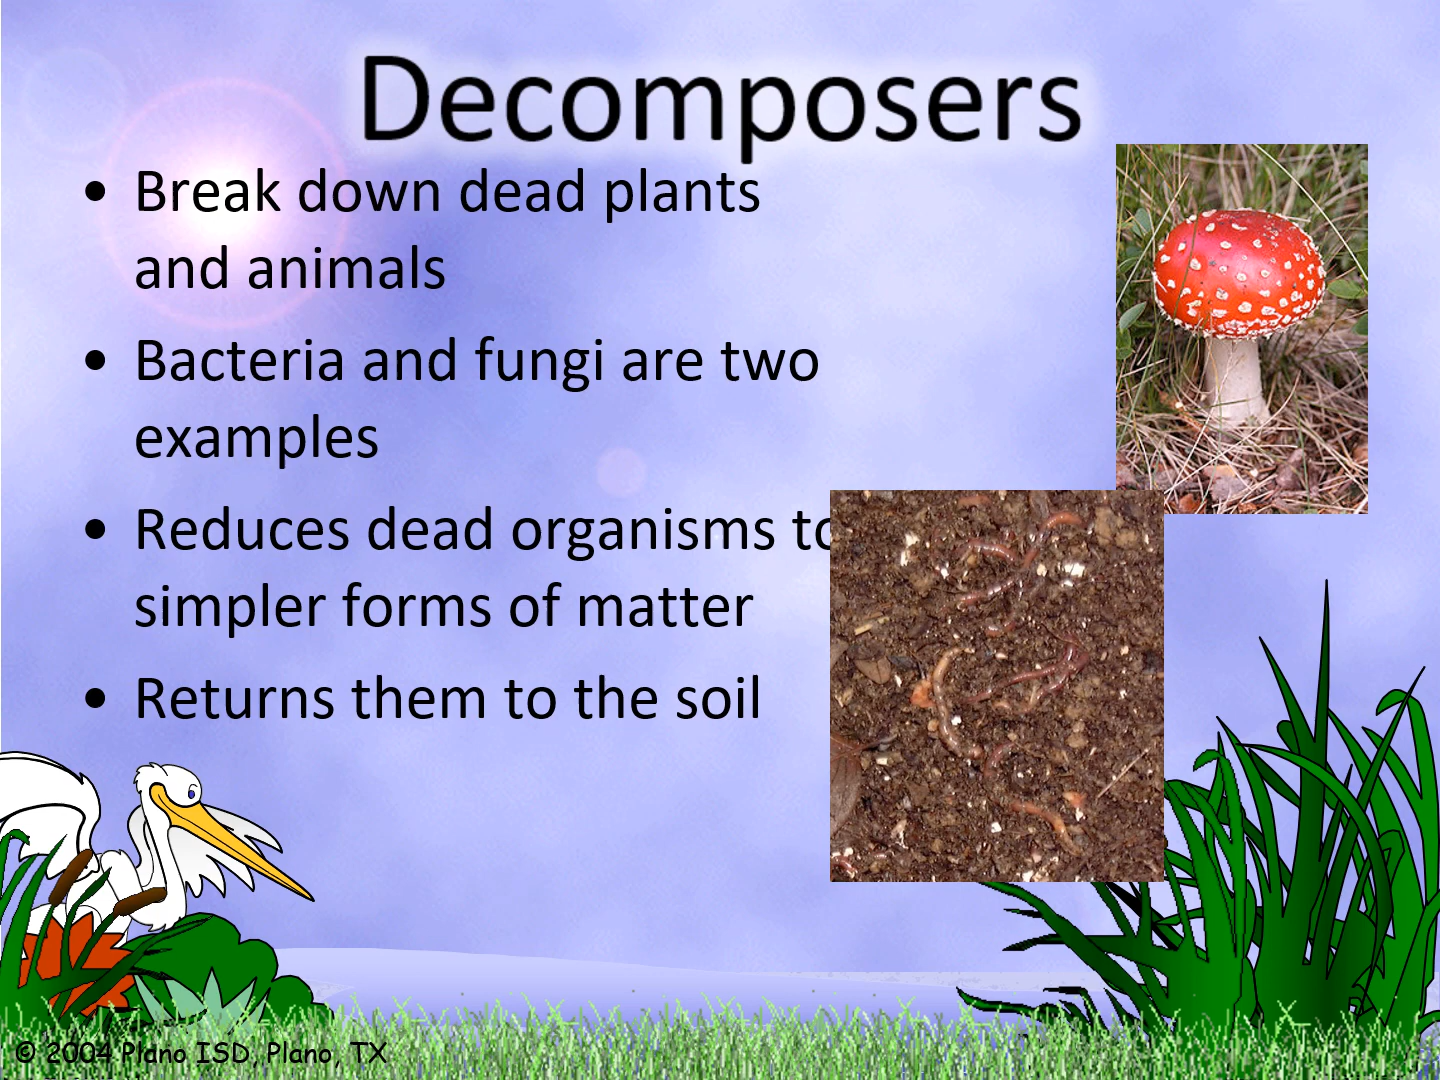 Decomposers
• Break down dead plants
and animals
• Bacteria and fungi are two
examples
• Reduces dead organisms to
simpler forms of matter
• Returns them to the soil
© 2004 Plano ISD, Plano, TX